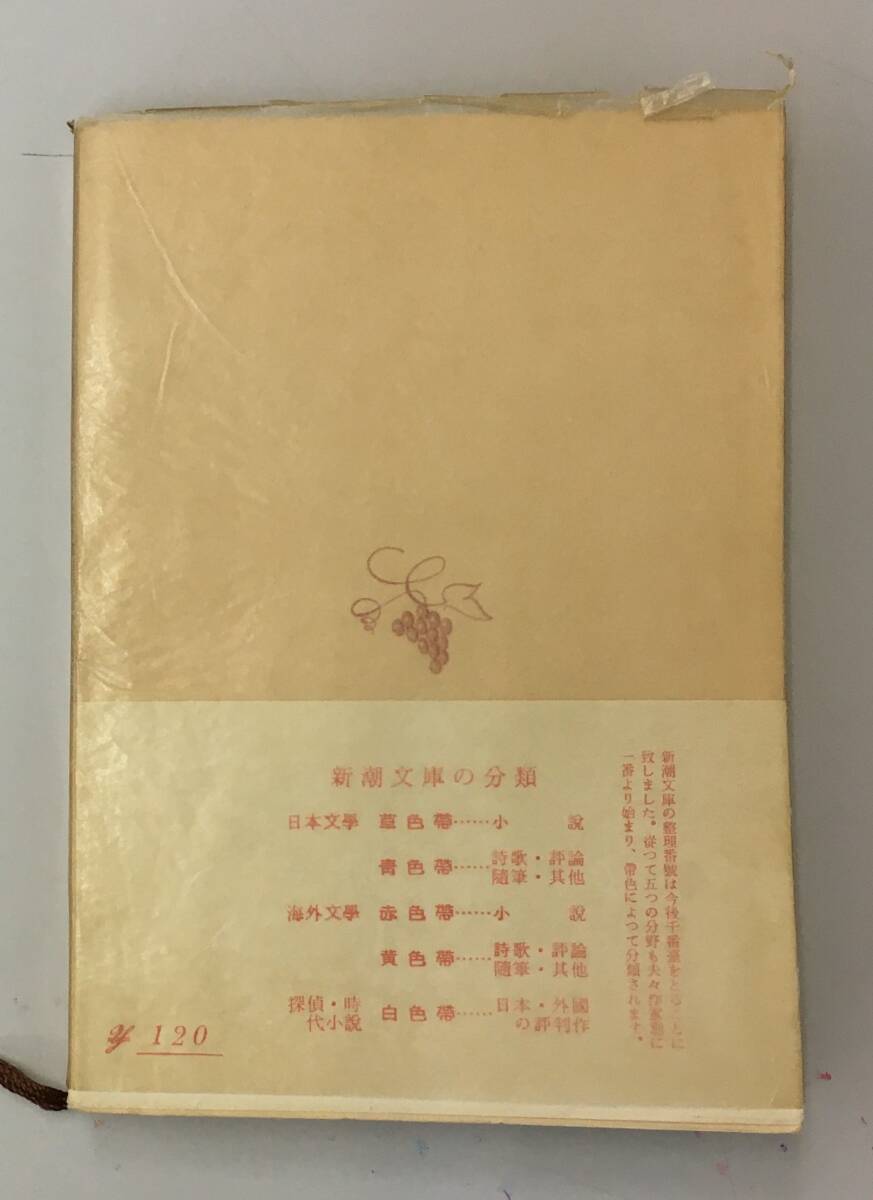 新潮文庫の整理番號は今後千番臺をとることに
致しました。從つて五つの分野も夫々作家別に
一番より始まり、帶色によつて分類されます。
新潮文庫の分類
日本文學 草色帶……小說
靑色帶……詩歌・評論
隨筆・其他
海外文學 赤色帶……小說
黃色帶……詩歌・評論
隨筆・其他
探偵・時
代小說 白色帶……日本・外國
の評判作
120